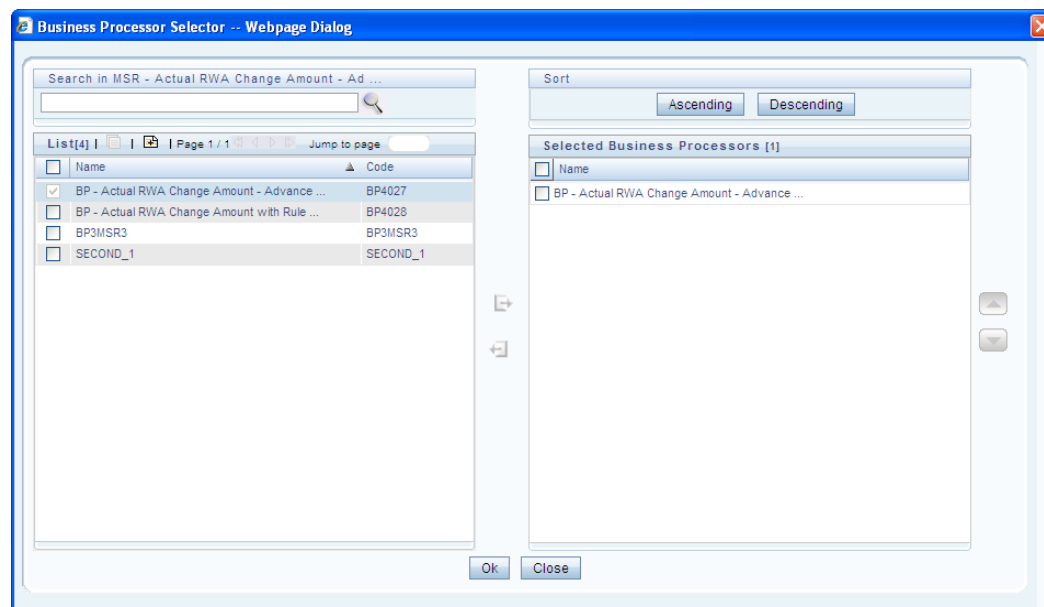 Business Processor Selector -- Webpage Dialog
Search in MSR - Actual RWA Change Amount - Ad ...
List[4] | | | Page 1 / 1 Jump to page
Name Code
BP - Actual RWA Change Amount - Advance ... BP4027
BP - Actual RWA Change Amount with Rule ... BP4028
BP3MSR3 BP3MSR3
SECOND_1 SECOND_1
Sort
Ascending Descending
Selected Business Processors [1]
Name
BP - Actual RWA Change Amount - Advance ...
Ok Close